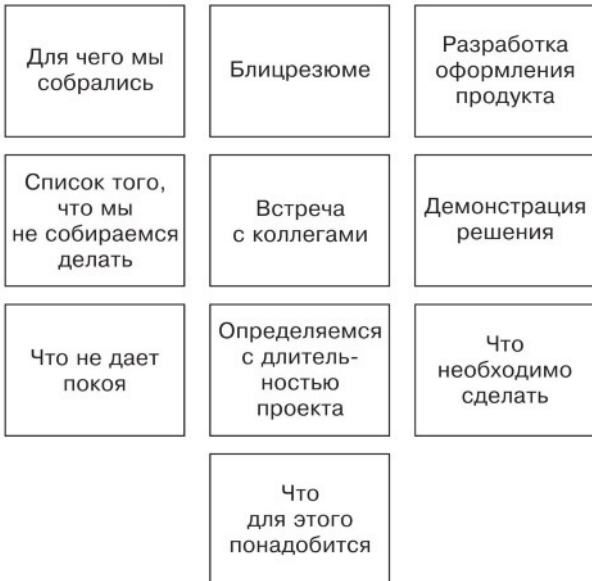 Для чего мы
собрались
Блицрезюме
Разработка
оформления
продукта
Список того,
что мы
не собираемся
делать
Встреча
с коллегами
Демонстрация
решения
Что не дает
покоя
Определяемся
с длитель-
ностью
проекта
Что
необходимо
сделать
Что
для этого
понадобится